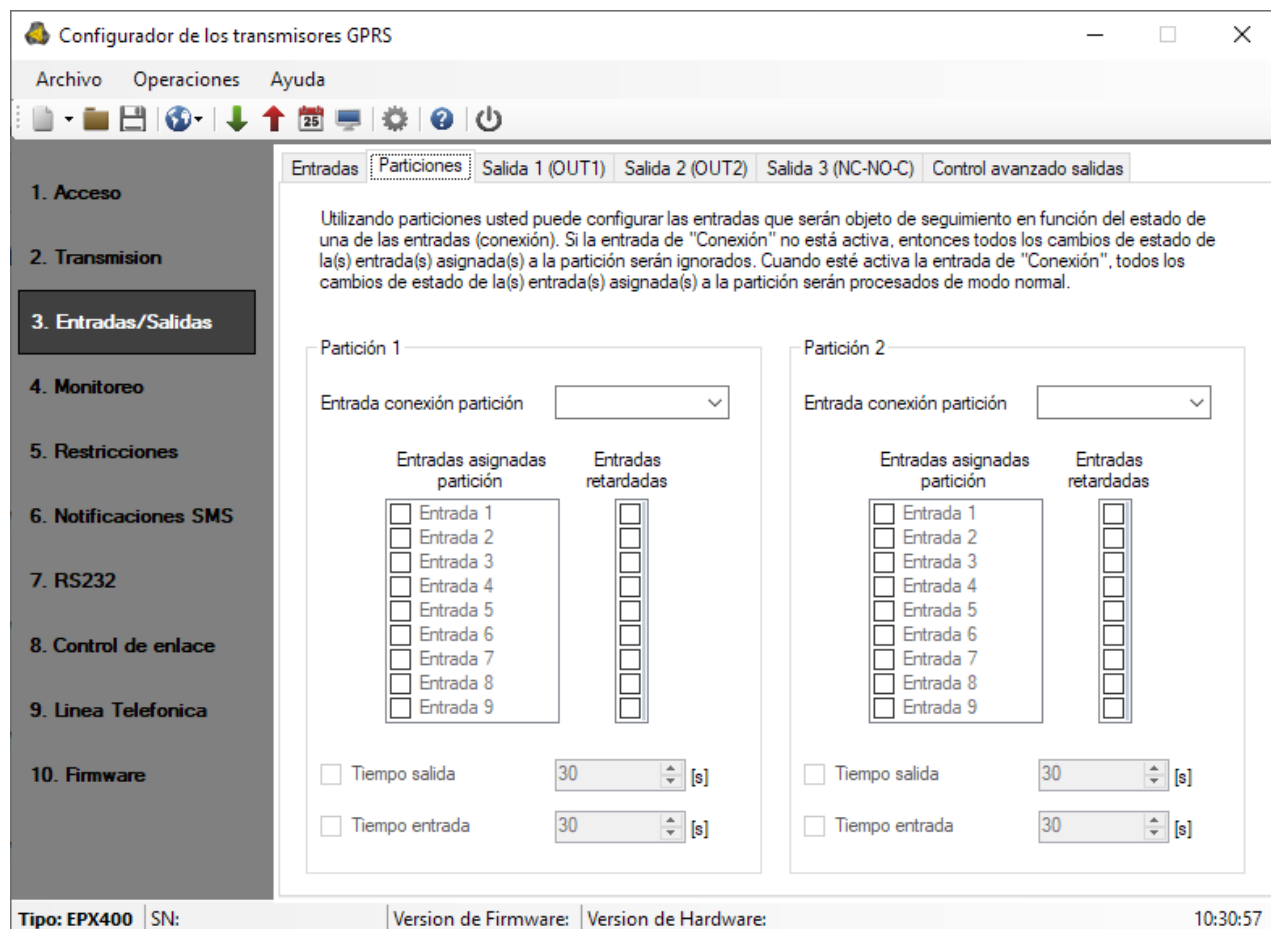 Configurador de los transmisores GPRS
Archivo Operaciones Ayuda
25
1. Acceso
2. Transmision
3. Entradas/Salidas
4. Monitoreo
5. Restricciones
6. Notificaciones SMS
7. RS232
8. Control de enlace
9. Linea Telefonica
10. Firmware
Entradas Particiones Salida 1 (OUT1) Salida 2 (OUT2) Salida 3 (NC-NO-C) Control avanzado salidas
Utilizando particiones usted puede configurar las entradas que serán objeto de seguimiento en función del estado de
una de las entradas (conexión). Si la entrada de "Conexión" no está activa, entonces todos los cambios de estado de
la(s) entrada(s) asignada(s) a la partición serán ignorados. Cuando esté activa la entrada de "Conexión", todos los
cambios de estado de la(s) entrada(s) asignada(s) a la partición serán procesados de modo normal.
Partición 1
Entrada conexión partición
Entradas asignadas
partición
Entradas
retardadas
Entrada 1
Entrada 2
Entrada 3
Entrada 4
Entrada 5
Entrada 6
Entrada 7
Entrada 8
Entrada 9
Tiempo salida 30 [s]
Tiempo entrada 30 [s]
Partición 2
Entrada conexión partición
Entradas asignadas
partición
Entradas
retardadas
Entrada 1
Entrada 2
Entrada 3
Entrada 4
Entrada 5
Entrada 6
Entrada 7
Entrada 8
Entrada 9
Tiempo salida 30 [s]
Tiempo entrada 30 [s]
Tipo: EPX400 SN: Version de Firmware: Version de Hardware: 10:30:57